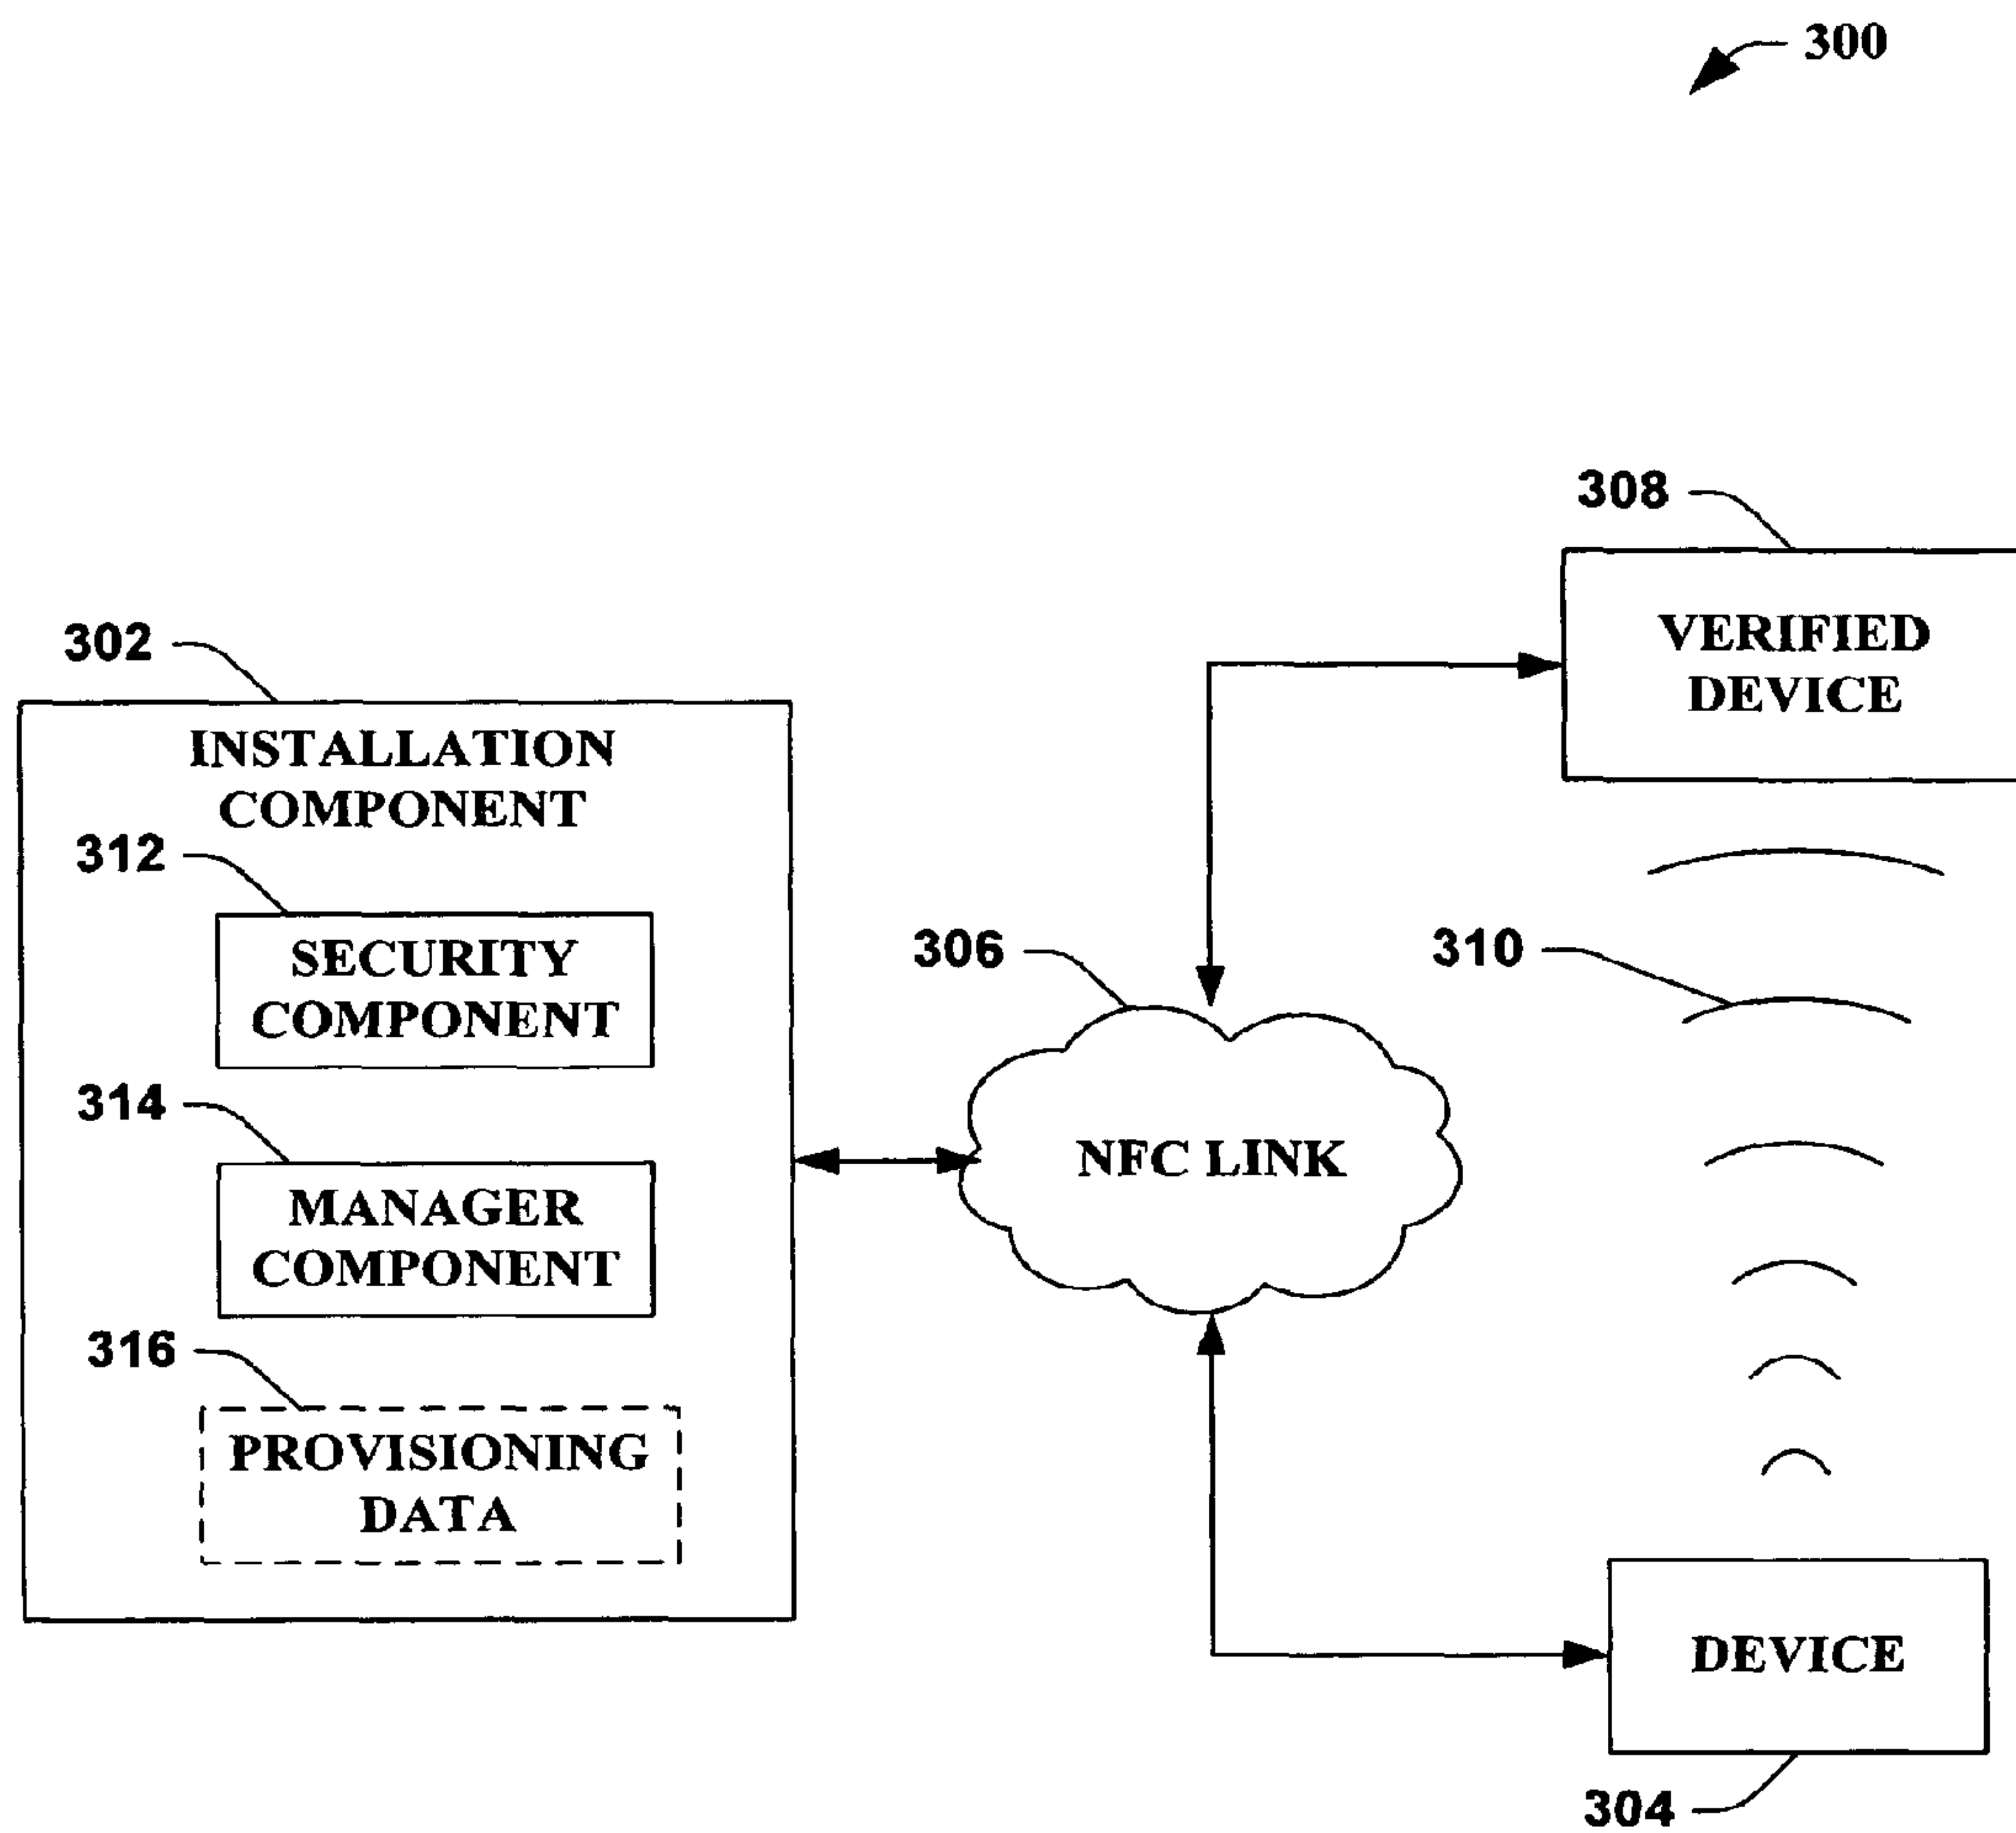 300
308
VERIFIED
DEVICE
302
INSTALLATION
COMPONENT
312
SECURITY
COMPONENT
306
310
314
NFC LINK
MANAGER
COMPONENT
316
PROVISIONING
DATA
DEVICE
304